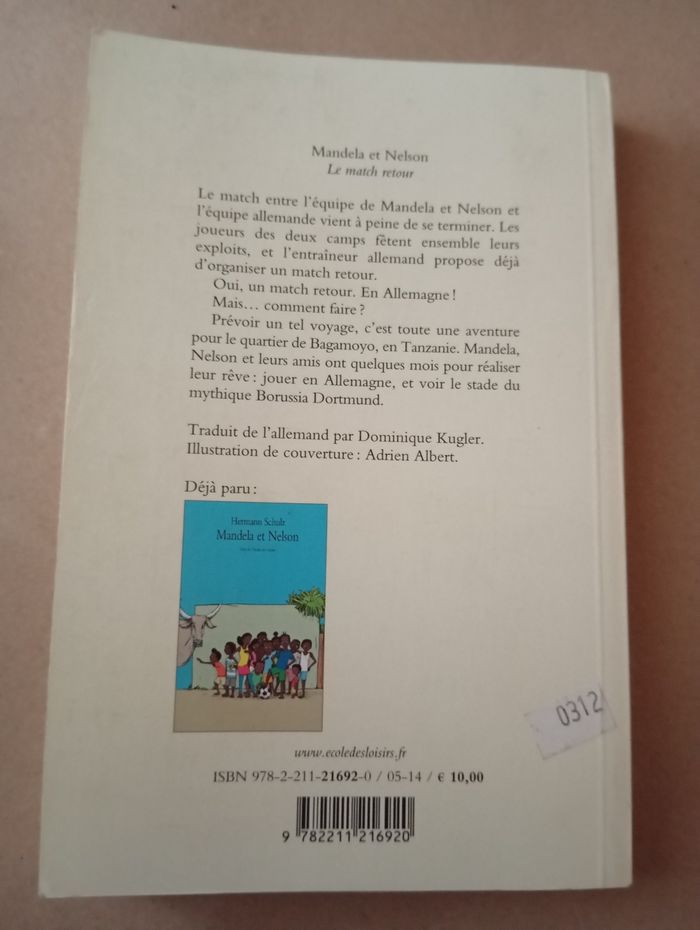 Mandela et Nelson
Le match retour
Le match entre l'équipe de Mandela et Nelson et
l'équipe allemande vient à peine de se terminer. Les
joueurs des deux camps fêtent ensemble leurs
exploits, et l'entraîneur allemand propose déjà
d'organiser un match retour.
Oui, un match retour. En Allemagne !
Mais… comment faire ?
Prévoir un tel voyage, c'est toute une aventure
pour le quartier de Bagamoyo, en Tanzanie. Mandela,
Nelson et leurs amis ont quelques mois pour réaliser
leur rêve : jouer en Allemagne, et voir le stade du
mythique Borussia Dortmund.
Traduit de l'allemand par Dominique Kugler.
Illustration de couverture : Adrien Albert.
Déjà paru :
Hermann Schulz
Mandela et Nelson
www.ecoledesloisirs.fr
ISBN 978-2-211-21692-0 / 05-14 / € 10,00
9 782211 216920
0312